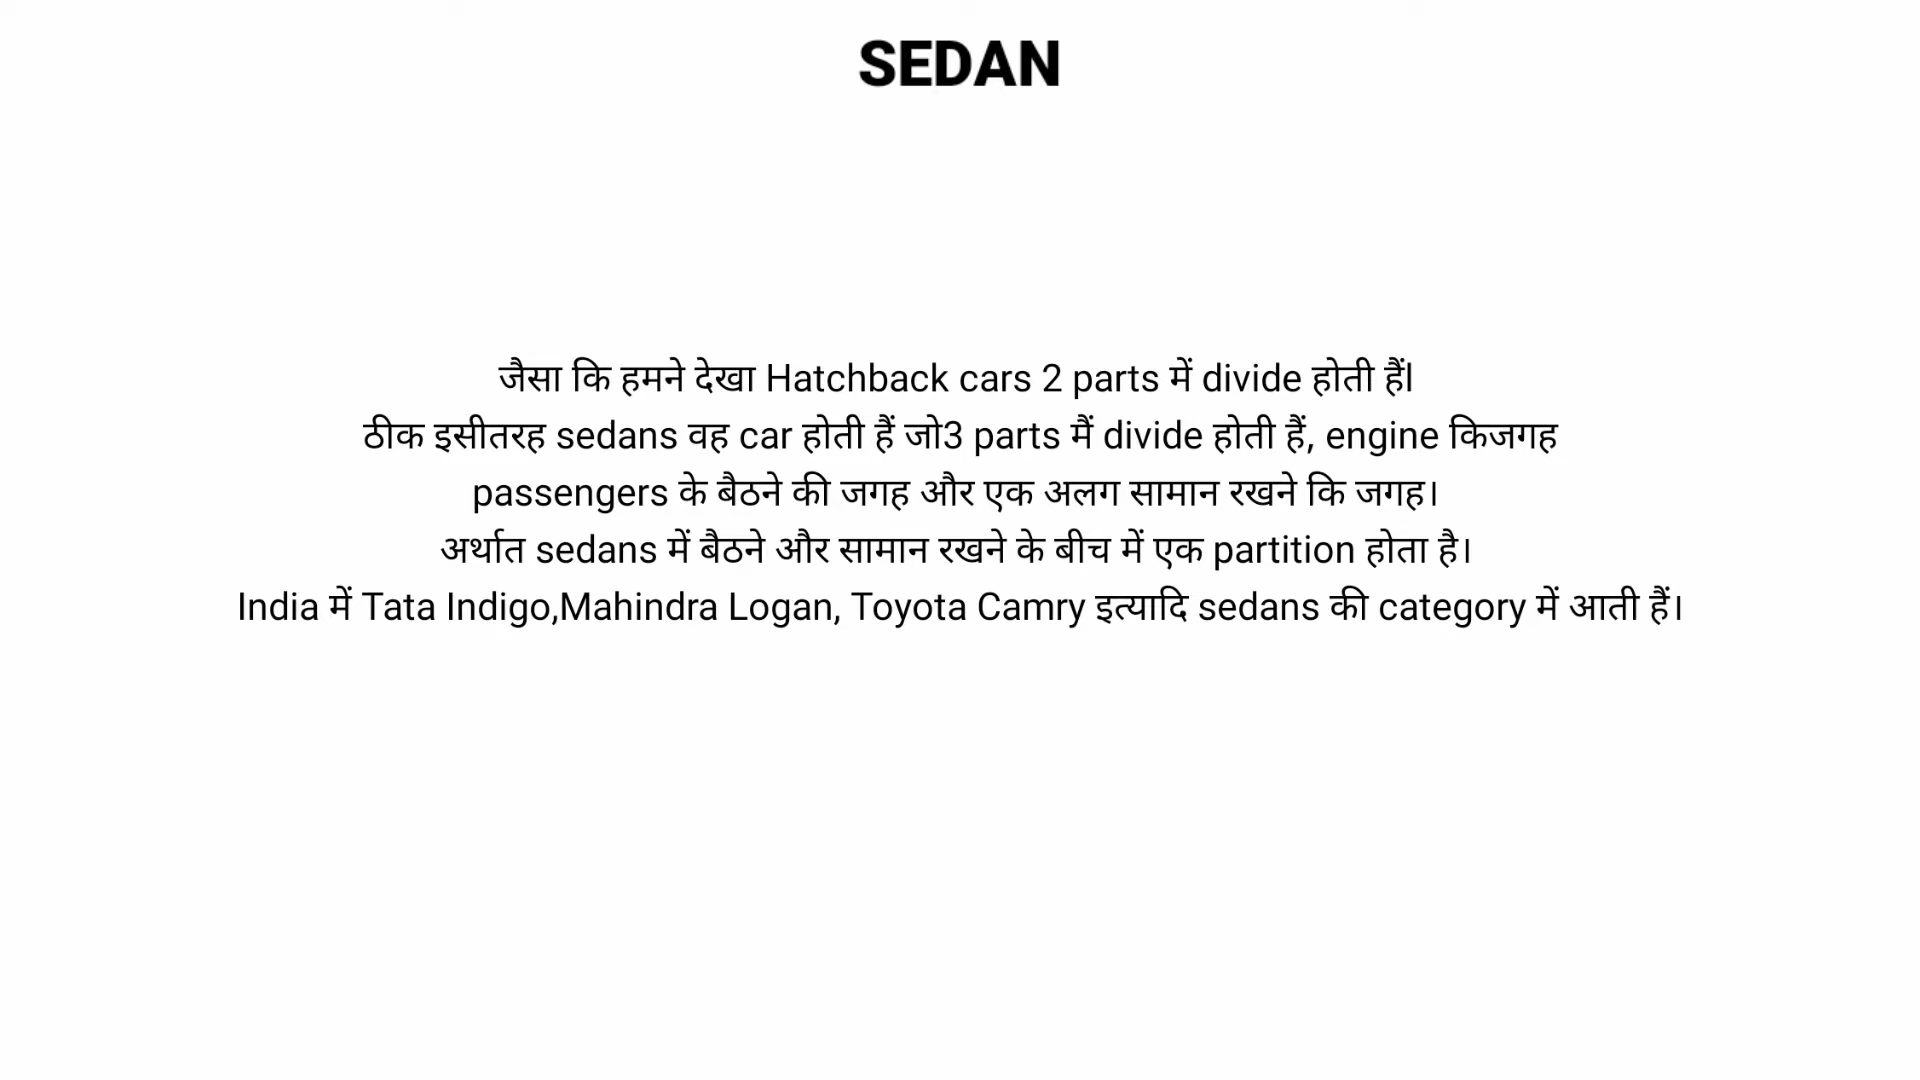 SEDAN
जैसा कि हमने देखा Hatchback cars 2 parts में divide होती हैंl
ठीक इसीतरह sedans वह car होती हैं जो3 parts मैं divide होती हैं, engine किजगह
passengers के बैठने की जगह और एक अलग सामान रखने कि जगह।
अर्थात sedans में बैठने और सामान रखने के बीच में एक partition होता है।
India में Tata Indigo,Mahindra Logan, Toyota Camry इत्यादि sedans की category में आती हैं।